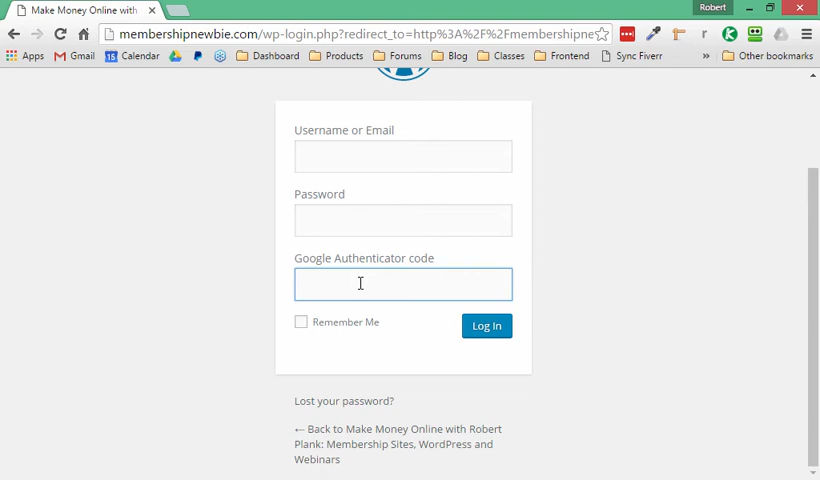 Robert
Make Money Online with
membershipnewbie.com/wp-login.php?redirect_to=http%3A%2F%2Fmembershipne
Apps Gmail 15 Calendar Dashboard Products Forums Blog Classes Frontend Sync Fiverr » Other bookmarks
Username or Email
Password
Google Authenticator code
Remember Me
Log In
Lost your password?
← Back to Make Money Online with Robert
Plank: Membership Sites, WordPress and
Webinars